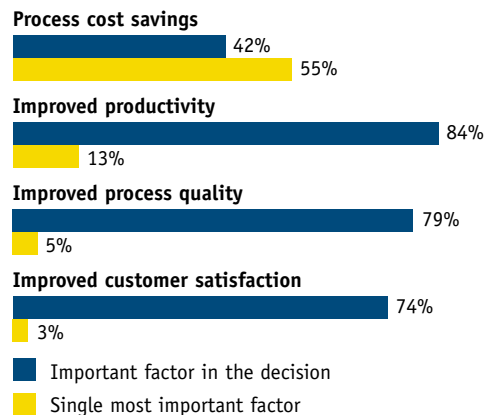 Process cost savings
42%
55%
Improved productivity
84%
13%
Improved process quality
79%
5%
Improved customer satisfaction
74%
3%
Important factor in the decision
Single most important factor